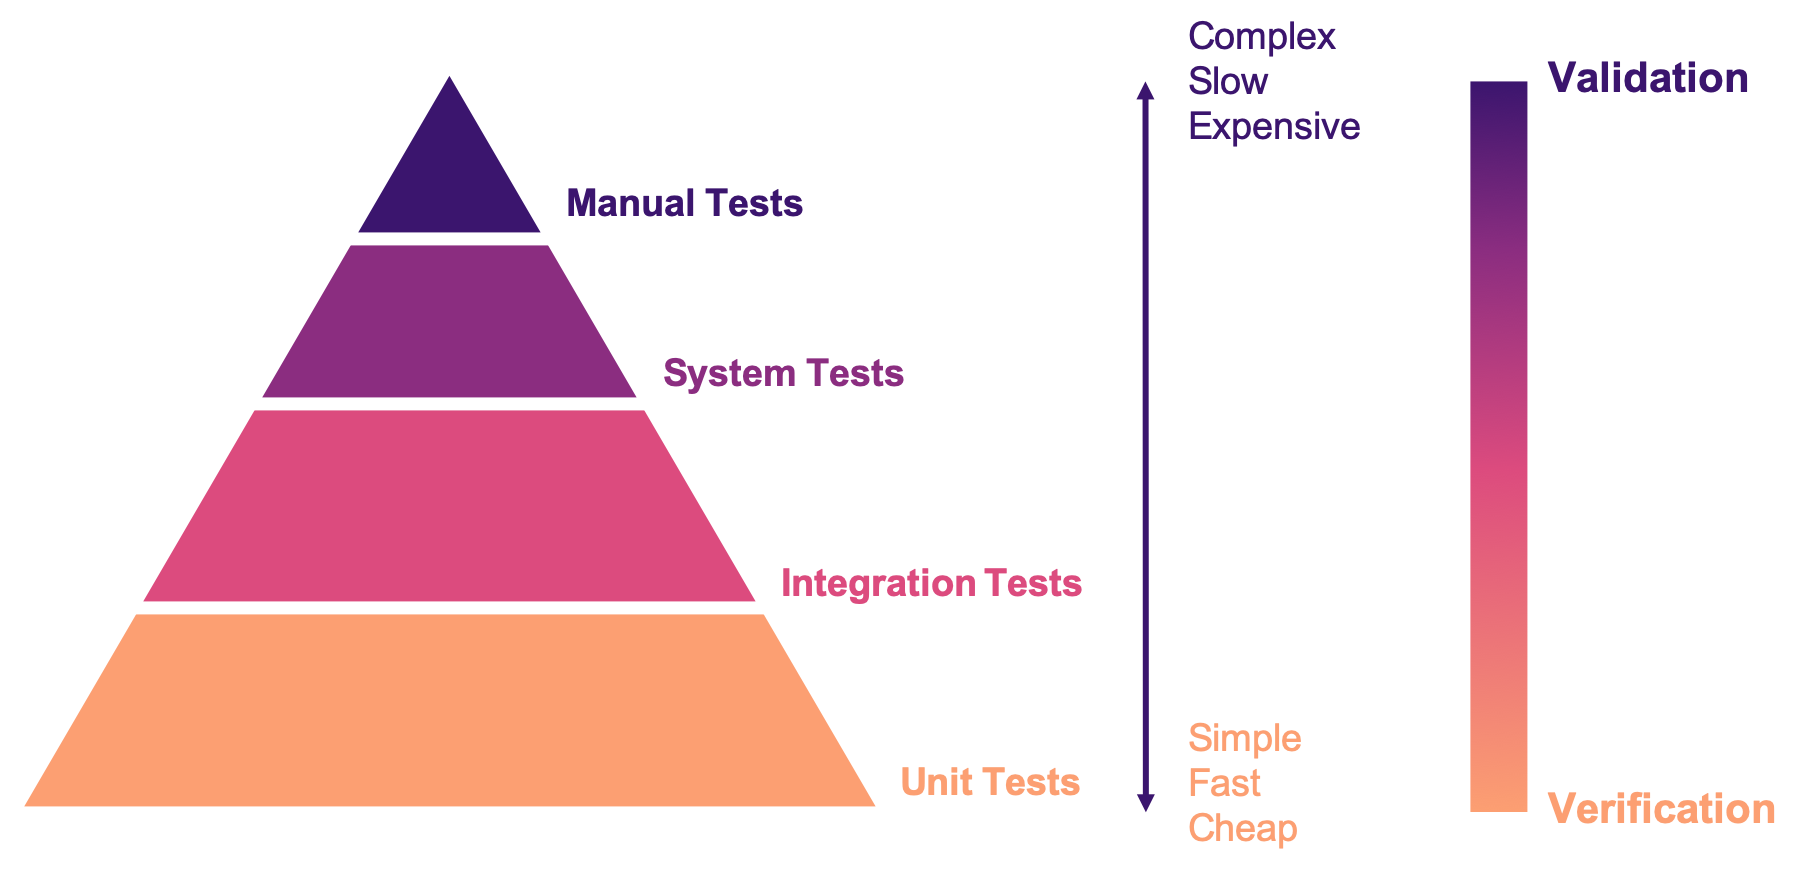 Complex
Slow
Expensive
Validation
Manual Tests
System Tests
Integration Tests
Unit Tests
Simple
Fast
Cheap
Verification